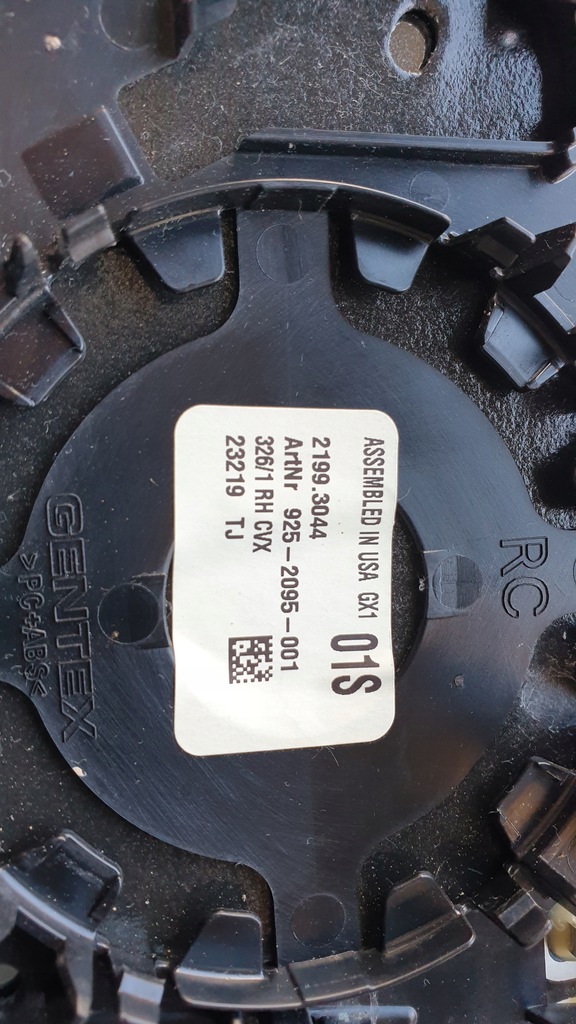 RC
ASSEMBLED IN USA GX1 01S
2199.3044
ArtNr 925-2095-001
326/1 RH CVX
23219 TJ
GENTEX
>PC+ABS<